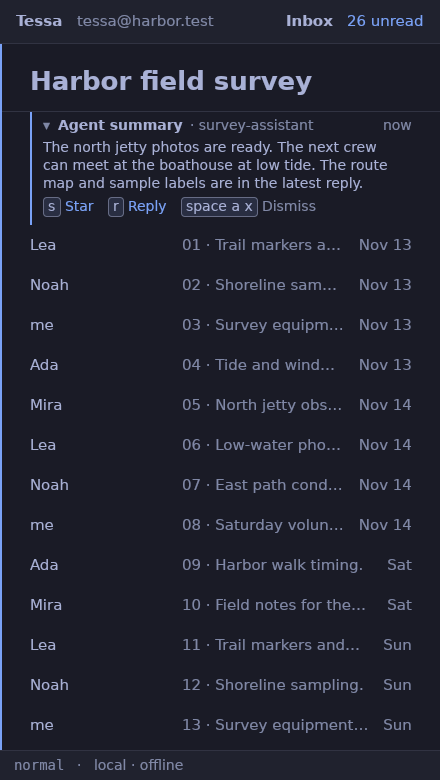 Tessa tessa@harbor.test Inbox 26 unread
Harbor field survey
▾ Agent summary · survey-assistant now
The north jetty photos are ready. The next crew
can meet at the boathouse at low tide. The route
map and sample labels are in the latest reply.
s Star r Reply space a x Dismiss
Lea 01 · Trail markers a… Nov 13
Noah 02 · Shoreline sam… Nov 13
me 03 · Survey equipm… Nov 13
Ada 04 · Tide and wind… Nov 13
Mira 05 · North jetty obs… Nov 14
Lea 06 · Low-water pho… Nov 14
Noah 07 · East path cond… Nov 14
me 08 · Saturday volun… Nov 14
Ada 09 · Harbor walk timing. Sat
Mira 10 · Field notes for the… Sat
Lea 11 · Trail markers and… Sun
Noah 12 · Shoreline sampling. Sun
me 13 · Survey equipment… Sun
normal · local · offline